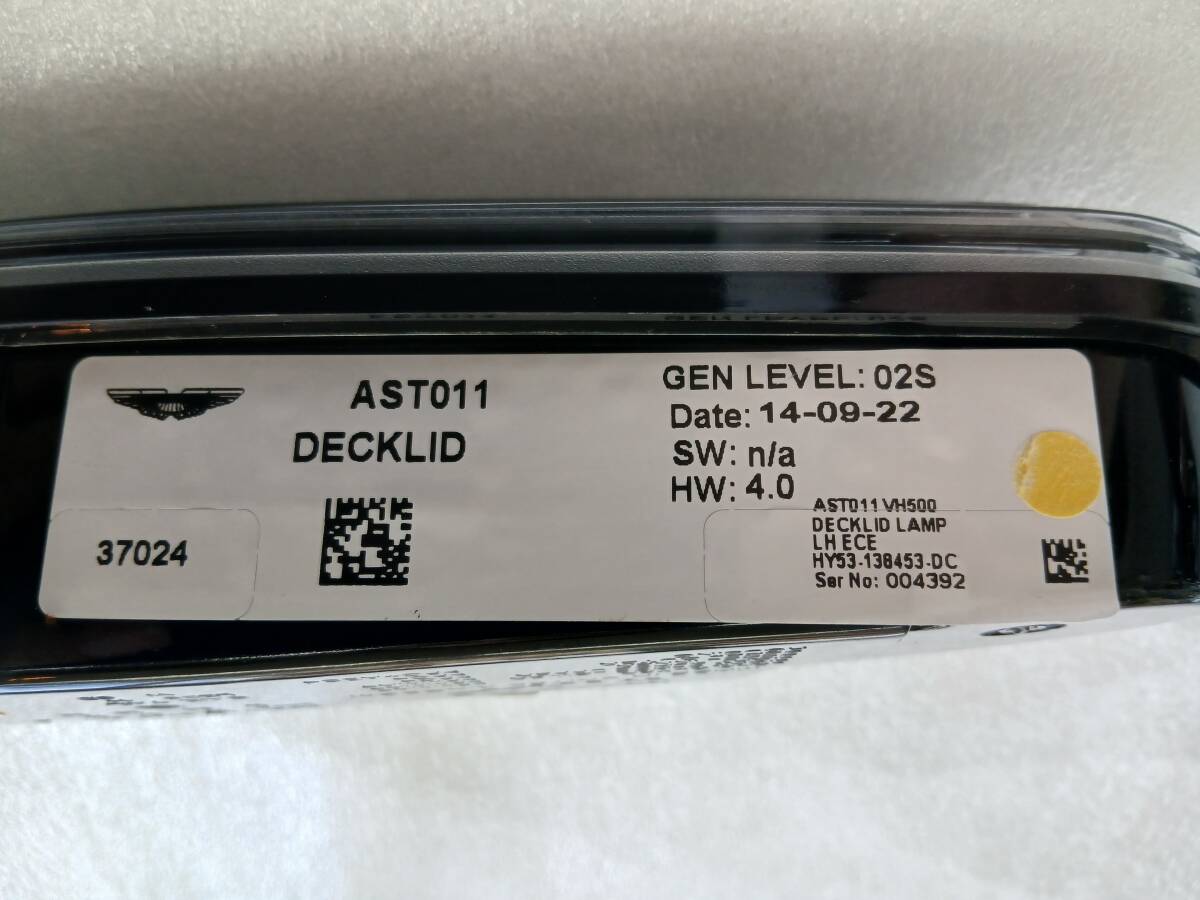 AST011
DECKLID
37024
GEN LEVEL: 02S
Date: 14-09-22
SW: n/a
HW: 4.0
AST011 VH500
DECKLID LAMP
LH ECE
HY53-138453-DC
Ser No: 004392